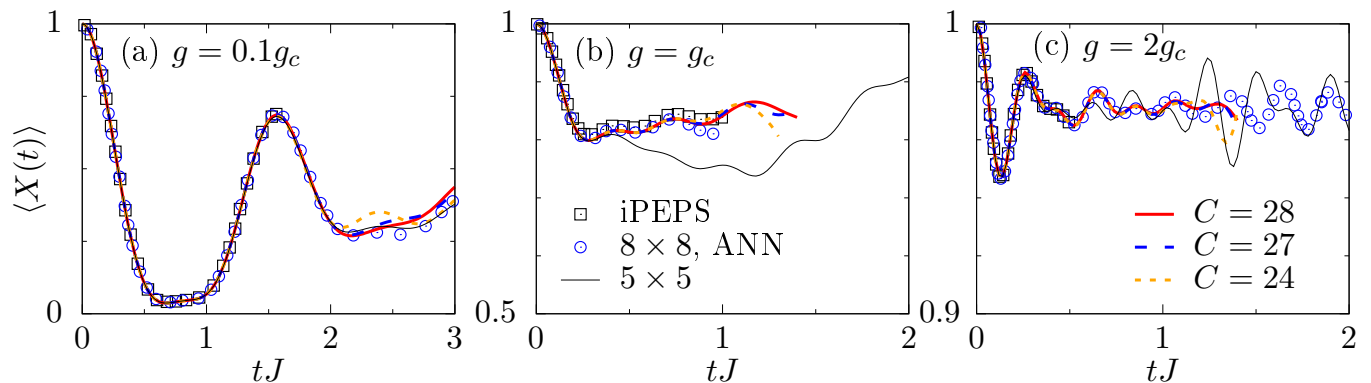 ⟨X(t)⟩
1
0
(a) g = 0.1g_c
0 1 2 3
tJ
1
0.5
(b) g = g_c
iPEPS
8 × 8, ANN
5 × 5
0 1 2
tJ
1
0.9
(c) g = 2g_c
C = 28
C = 27
C = 24
0 1 2
tJ